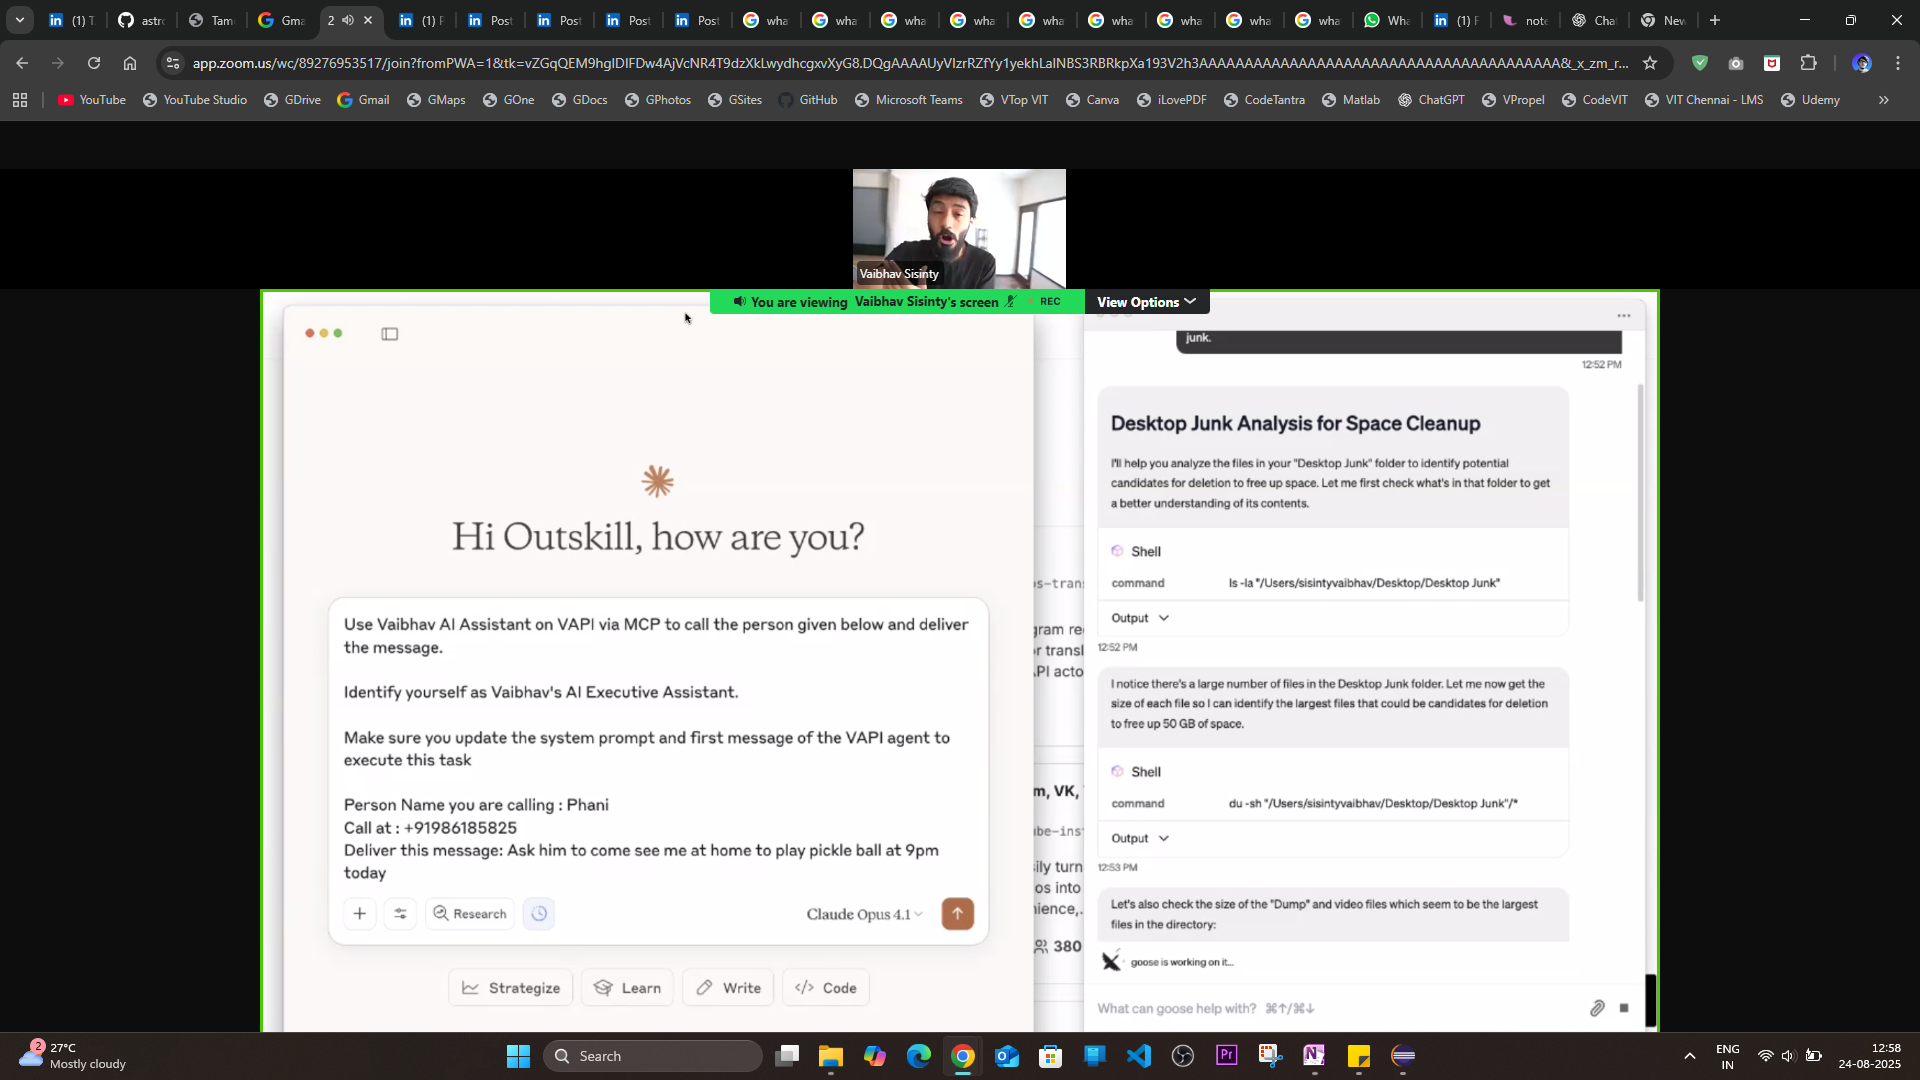 (1) T
astro
Tam
Gma
2
(1) F
Post
Post
Post
Post
wha
wha
wha
wha
wha
wha
wha
wha
wha
Wha
(1) F
note
Chat
New
app.zoom.us/wc/89276953517/join?fromPWA=1&tk=
YouTube
YouTube Studio
GDrive
Gmail
GMaps
GOne
GDocs
GPhotos
GSites
GitHub
Microsoft Teams
VTop VIT
Canva
iLovePDF
CodeTantra
Matlab
ChatGPT
VPropel
CodeVIT
VIT Chennai - LMS
Udemy
Vaibhav Sisinty
You are viewing Vaibhav Sisinty's screen
REC
View Options
Hi Outskill, how are you?
Use Vaibhav AI Assistant on VAPI via MCP to call the person given below and deliver
the message.
Identify yourself as Vaibhav's AI Executive Assistant.
Make sure you update the system prompt and first message of the VAPI agent to
execute this task
Person Name you are calling : Phani
Call at : +91986185825
Deliver this message: Ask him to come see me at home to play pickle ball at 9pm
today
Research
Claude Opus 4.1
Strategize
Learn
Write
Code
os-trans
gram re
or transl
API acto
m, VK,
ube-inst
ily turn
os into
nience,.
380
junk.
12:52 PM
Desktop Junk Analysis for Space Cleanup
I'll help you analyze the files in your "Desktop Junk" folder to identify potential
candidates for deletion to free up space. Let me first check what's in that folder to get
a better understanding of its contents.
Shell
command ls -la "/Users/sisintyvaibhav/Desktop/Desktop Junk"
Output
12:52 PM
I notice there's a large number of files in the Desktop Junk folder. Let me now get the
size of each file so I can identify the largest files that could be candidates for deletion
to free up 50 GB of space.
Shell
command du -sh "/Users/sisintyvaibhav/Desktop/Desktop Junk"/*
Output
12:53 PM
Let's also check the size of the "Dump" and video files which seem to be the largest
files in the directory:
goose is working on it...
What can goose help with? ⌘↑/⌘↓
2
27°C
Mostly cloudy
Search
ENG
IN
12:58
24-08-2025